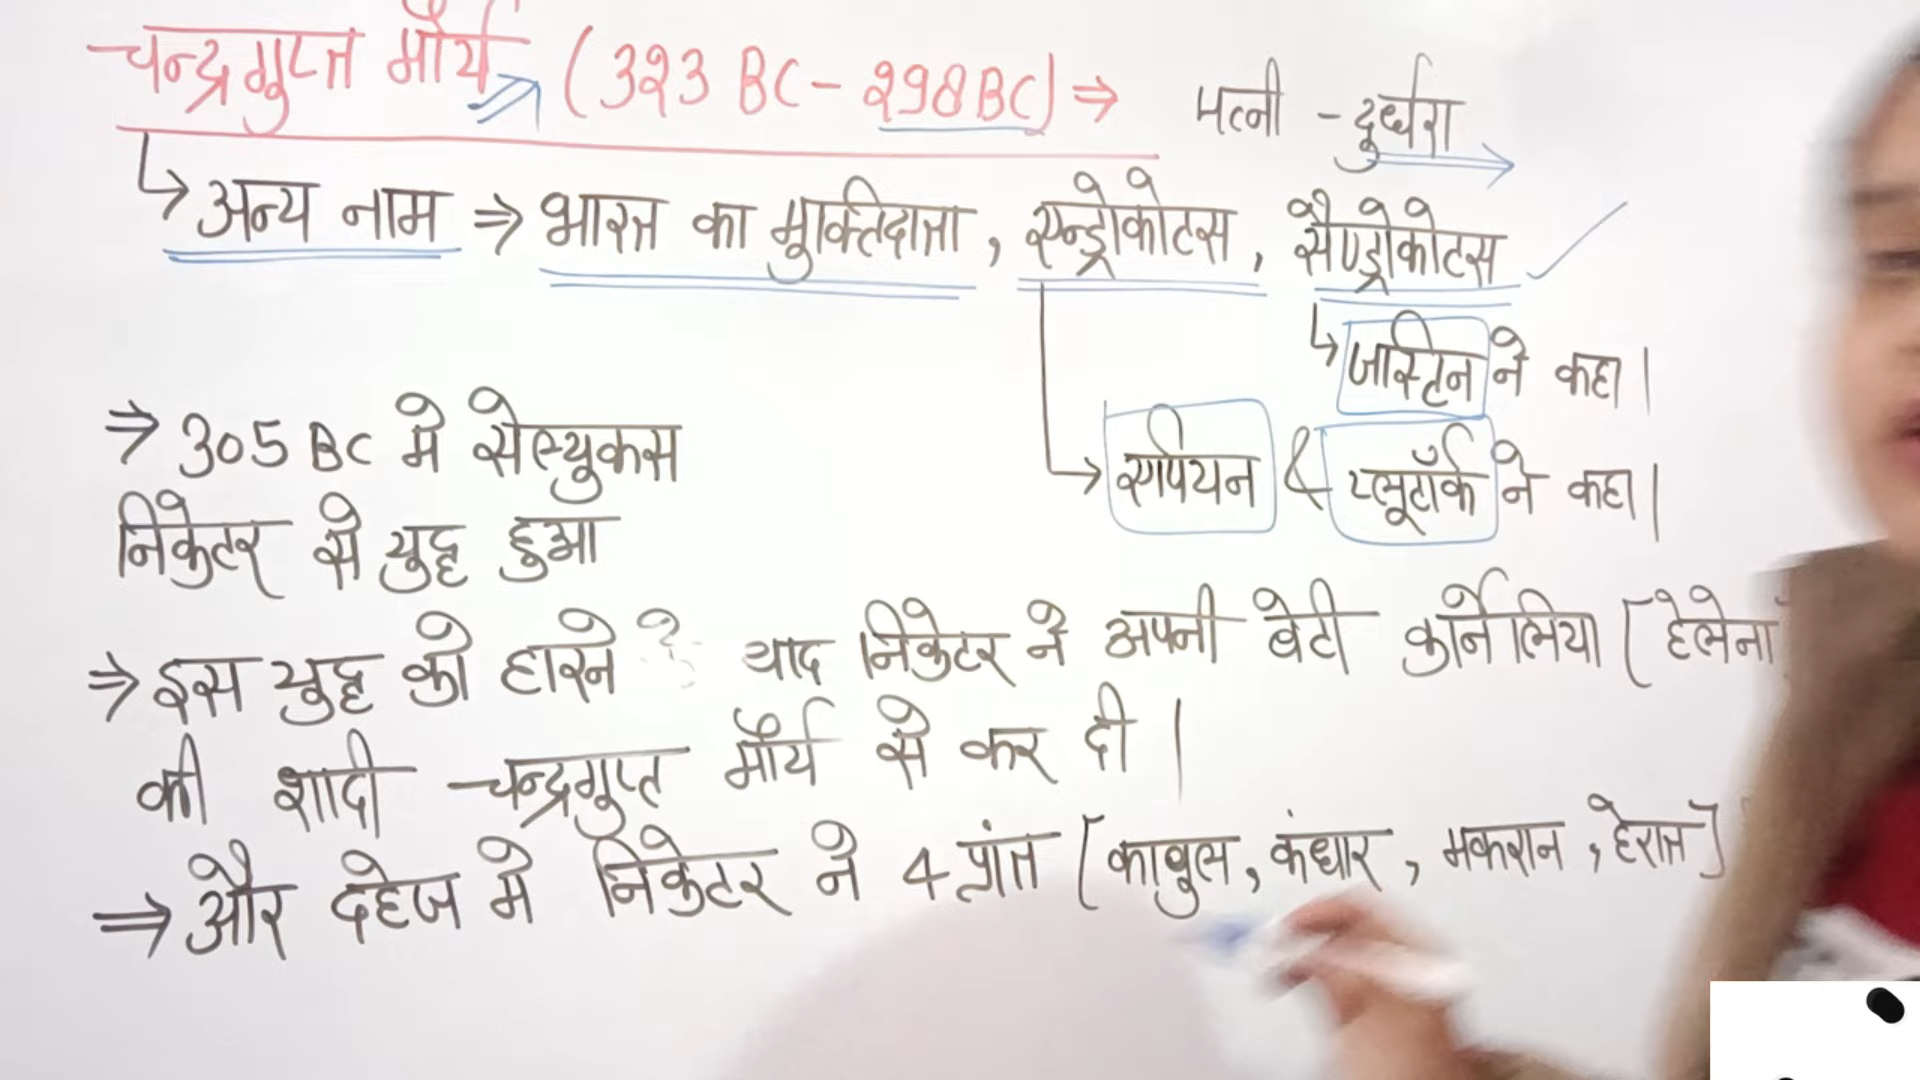 चन्द्रगुप्त मौर्य (323 BC - 298 BC) ⇒ पत्नी - दुर्धरा
↳ अन्य नाम ⇒ भारत का मुक्तिदाता, एन्ड्रोकोटस, सैण्ड्रोकोटस
↳ जस्टिन ने कहा।
→ एपियन & प्लूटॉर्क ने कहा।
⇒ 305 BC मे सेल्युकस
निकेटर से युद्ध हुआ
⇒ इस युद्ध को हारने के बाद निकेटर ने अपनी बेटी कॉर्नेलिया [हेलेना
की शादी चन्द्रगुप्त मौर्य से कर दी।
⇒ और दहेज मे निकेटर ने 4 प्रांत [काबुल, कंधार, मकरान, हेरात]